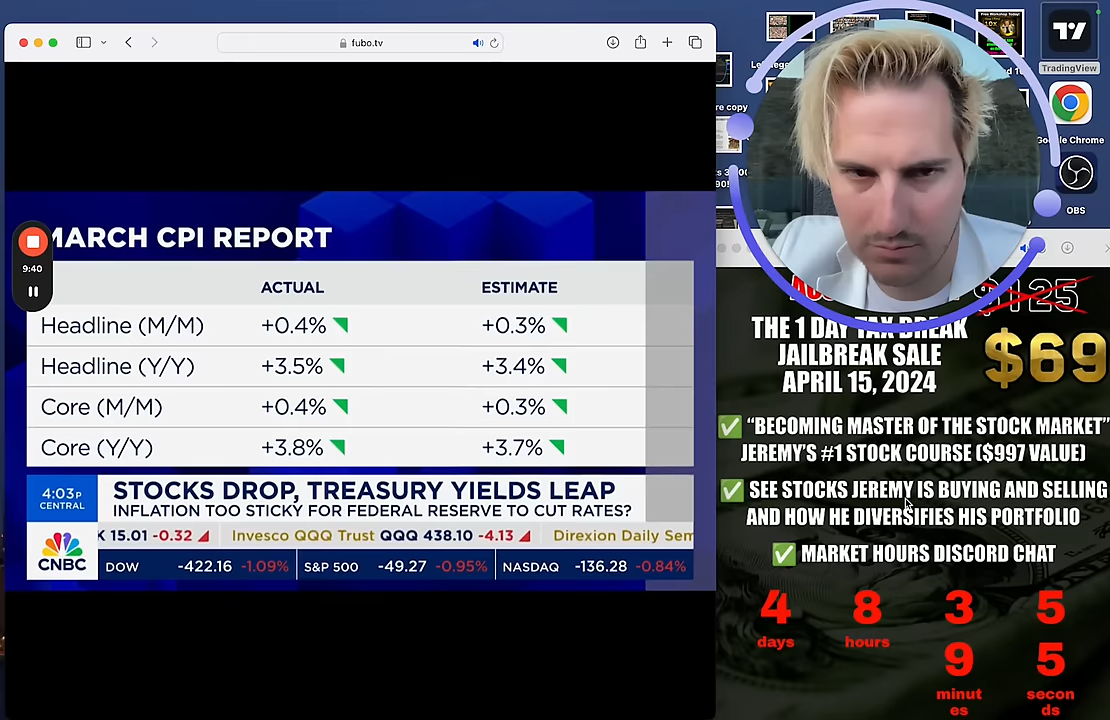 fubo.tv
9:40
MARCH CPI REPORT
ACTUAL ESTIMATE
Headline (M/M) +0.4% +0.3%
Headline (Y/Y) +3.5% +3.4%
Core (M/M) +0.4% +0.3%
Core (Y/Y) +3.8% +3.7%
4:03P
CENTRAL
STOCKS DROP, TREASURY YIELDS LEAP
INFLATION TOO STICKY FOR FEDERAL RESERVE TO CUT RATES?
K 15.01 -0.32 Invesco QQQ Trust QQQ 438.10 -4.13 Direxion Daily Sem
CNBC
DOW -422.16 -1.09% S&P 500 -49.27 -0.95% NASDAQ -136.28 -0.84%
TradingView
Google Chrome
OBS
re copy
$125
THE 1 DAY TAX BREAK
JAILBREAK SALE
APRIL 15, 2024
$69
“BECOMING MASTER OF THE STOCK MARKET”
JEREMY’S #1 STOCK COURSE ($997 VALUE)
SEE STOCKS JEREMY IS BUYING AND SELLING
AND HOW HE DIVERSIFIES HIS PORTFOLIO
MARKET HOURS DISCORD CHAT
4 8 3 5
days hours
9 5
minut secon
es ds